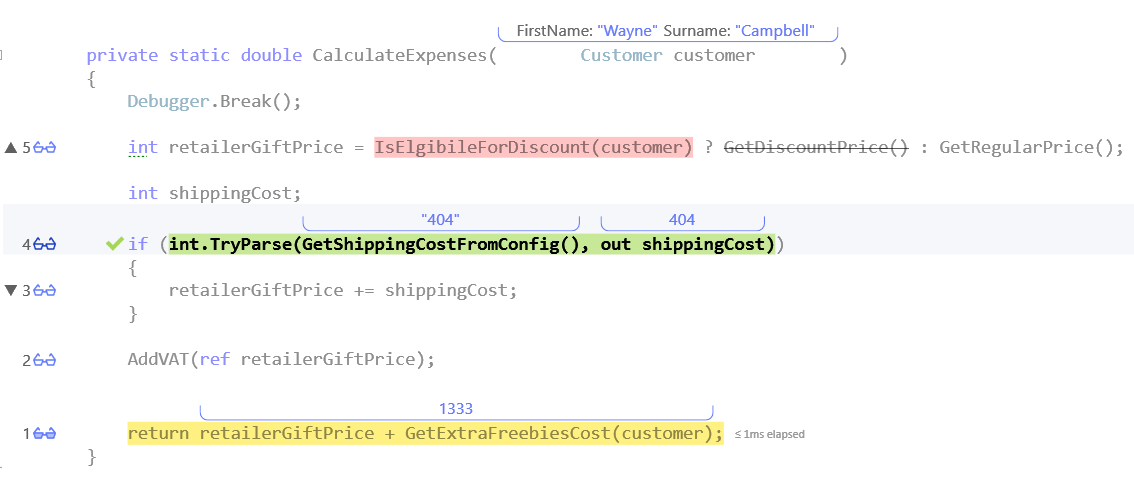 FirstName: "Wayne" Surname: "Campbell"
private static double CalculateExpenses( Customer customer )
{
Debugger.Break();
5 int retailerGiftPrice = IsElgibileForDiscount(customer) ? GetDiscountPrice() : GetRegularPrice();
int shippingCost;
"404" 404
4 if (int.TryParse(GetShippingCostFromConfig(), out shippingCost))
{
3 retailerGiftPrice += shippingCost;
}
2 AddVAT(ref retailerGiftPrice);
1333
1 return retailerGiftPrice + GetExtraFreebiesCost(customer); ≤ 1ms elapsed
}